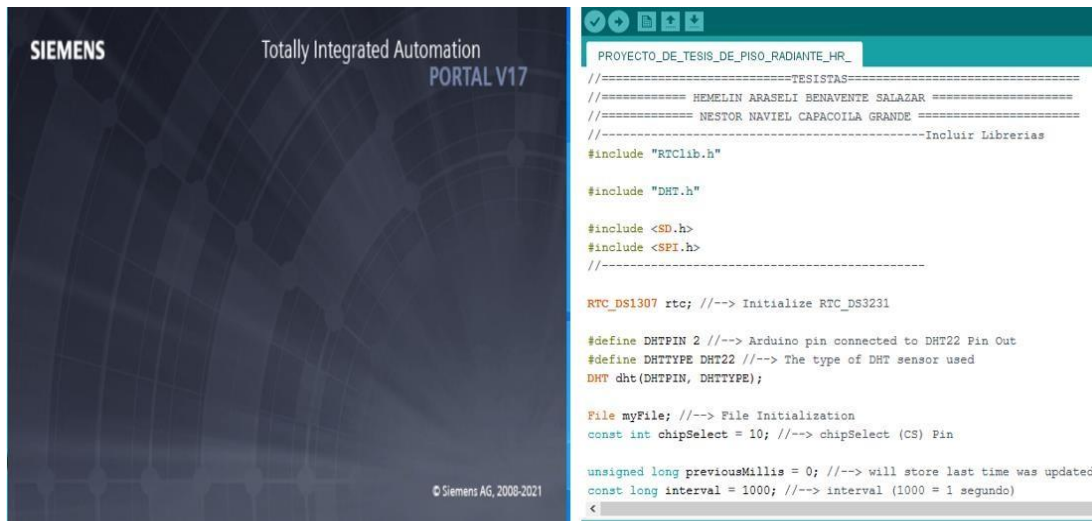 SIEMENS
Totally Integrated Automation
PORTAL V17
© Siemens AG, 2008-2021
PROYECTO_DE_TESIS_DE_PISO_RADIANTE_HR_
//===========================TESISTAS=================================
//============ HEMELIN ARASELI BENAVENTE SALAZAR ====================
//============= NESTOR NAVIEL CAPACOILA GRANDE =======================
//----------------------------------------------Incluir Librerias
#include "RTClib.h"
#include "DHT.h"
#include <SD.h>
#include <SPI.h>
//----------------------------------------------
RTC_DS1307 rtc; //--> Initialize RTC_DS3231
#define DHTPIN 2 //--> Arduino pin connected to DHT22 Pin Out
#define DHTTYPE DHT22 //--> The type of DHT sensor used
DHT dht(DHTPIN, DHTTYPE);
File myFile; //--> File Initialization
const int chipSelect = 10; //--> chipSelect (CS) Pin
unsigned long previousMillis = 0; //--> will store last time was updated
const long interval = 1000; //--> interval (1000 = 1 segundo)